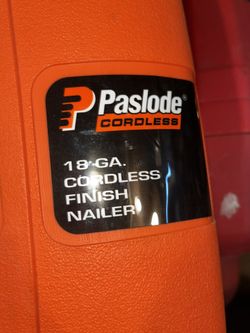 Paslode®
CORDLESS
18 GA.
CORDLESS
FINISH
NAILER